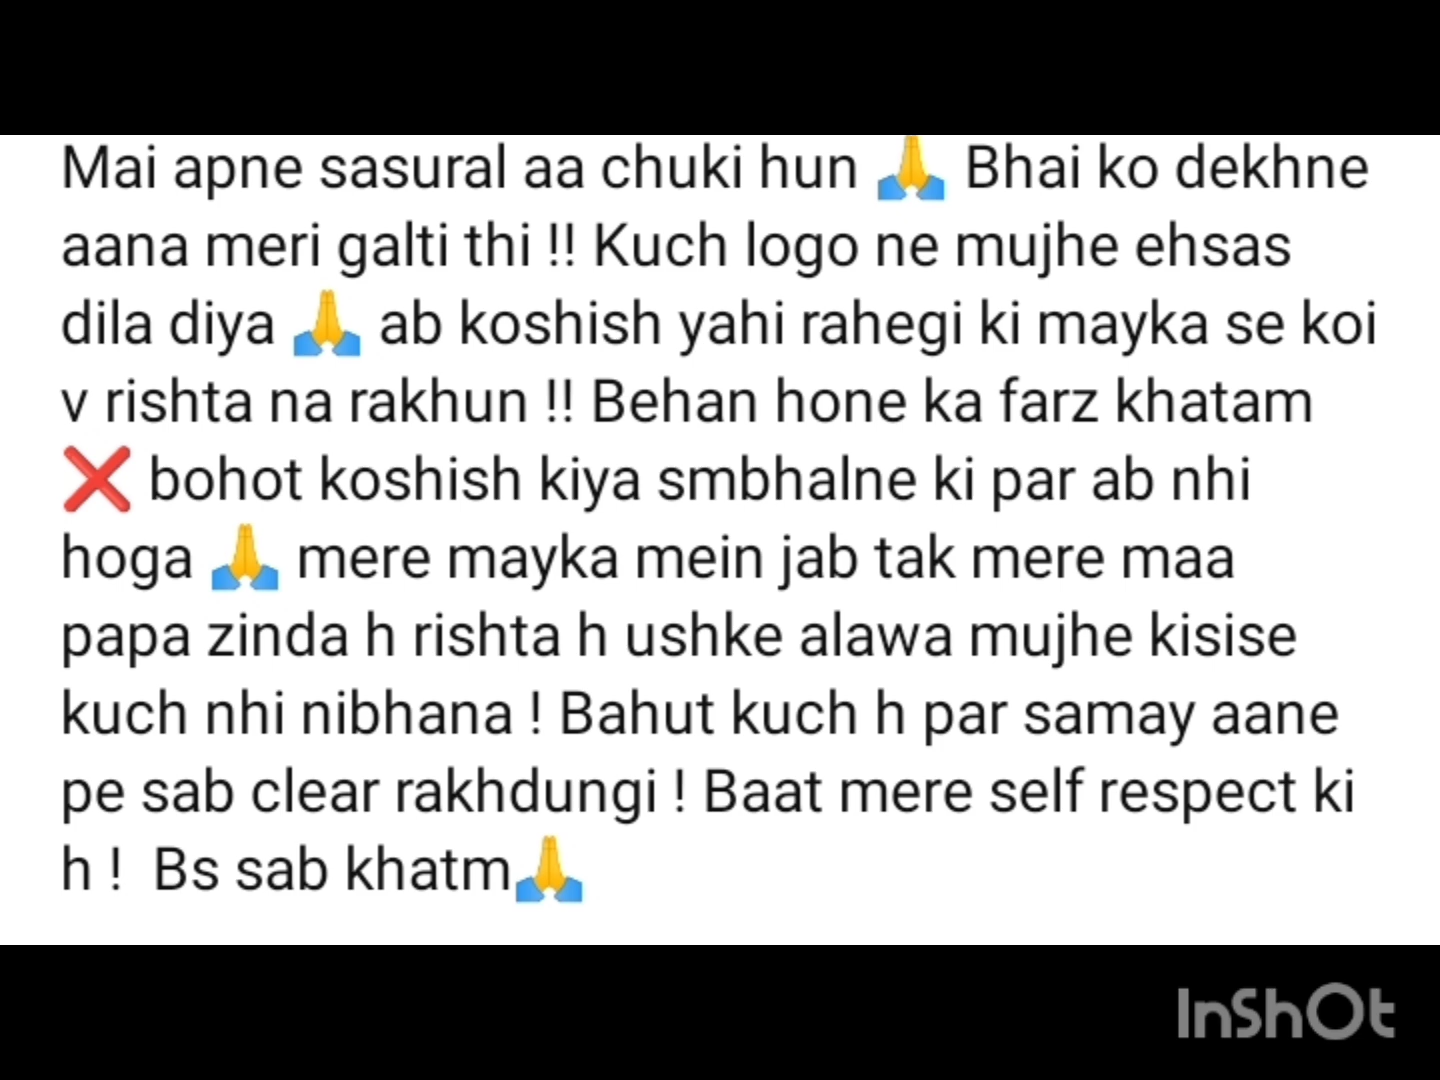 Mai apne sasural aa chuki hun 🙏 Bhai ko dekhne
aana meri galti thi !! Kuch logo ne mujhe ehsas
dila diya 🙏 ab koshish yahi rahegi ki mayka se koi
v rishta na rakhun !! Behan hone ka farz khatam
❌ bohot koshish kiya smbhalne ki par ab nhi
hoga 🙏 mere mayka mein jab tak mere maa
papa zinda h rishta h ushke alawa mujhe kisise
kuch nhi nibhana ! Bahut kuch h par samay aane
pe sab clear rakhdungi ! Baat mere self respect ki
h !  Bs sab khatm🙏
InShOt